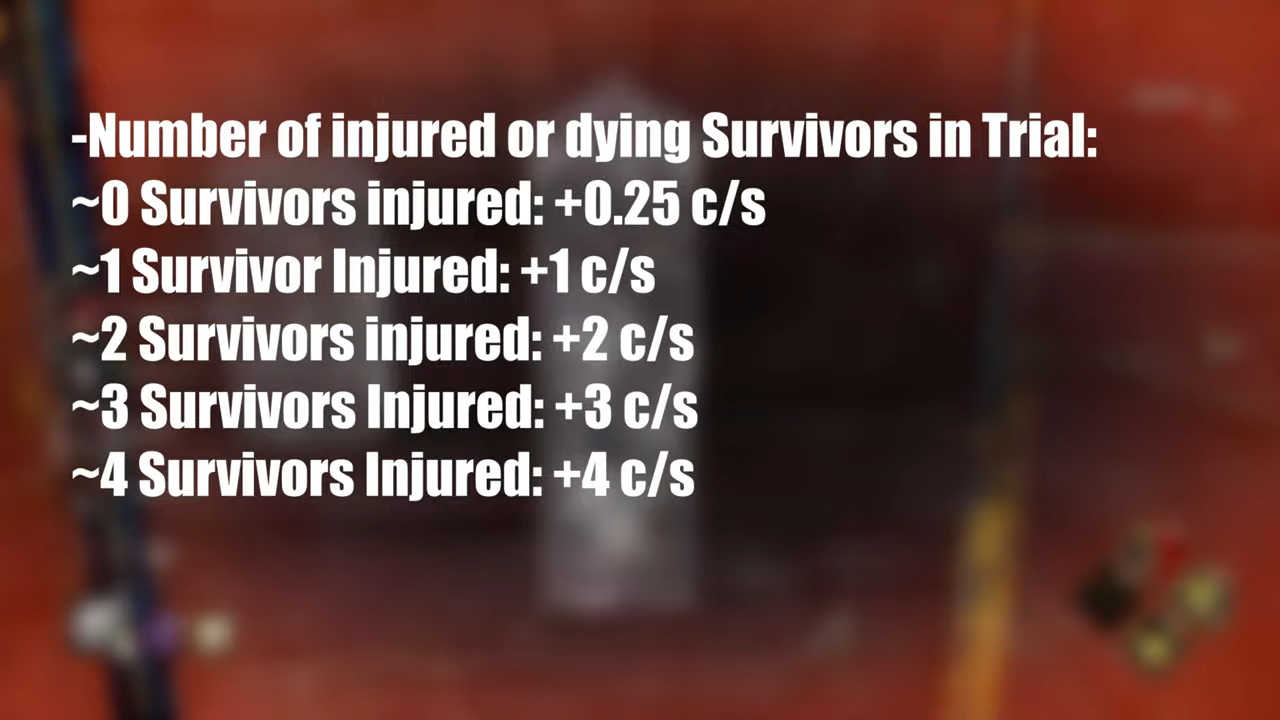 -Number of injured or dying Survivors in Trial:
~0 Survivors injured: +0.25 c/s
~1 Survivor Injured: +1 c/s
~2 Survivors injured: +2 c/s
~3 Survivors Injured: +3 c/s
~4 Survivors Injured: +4 c/s